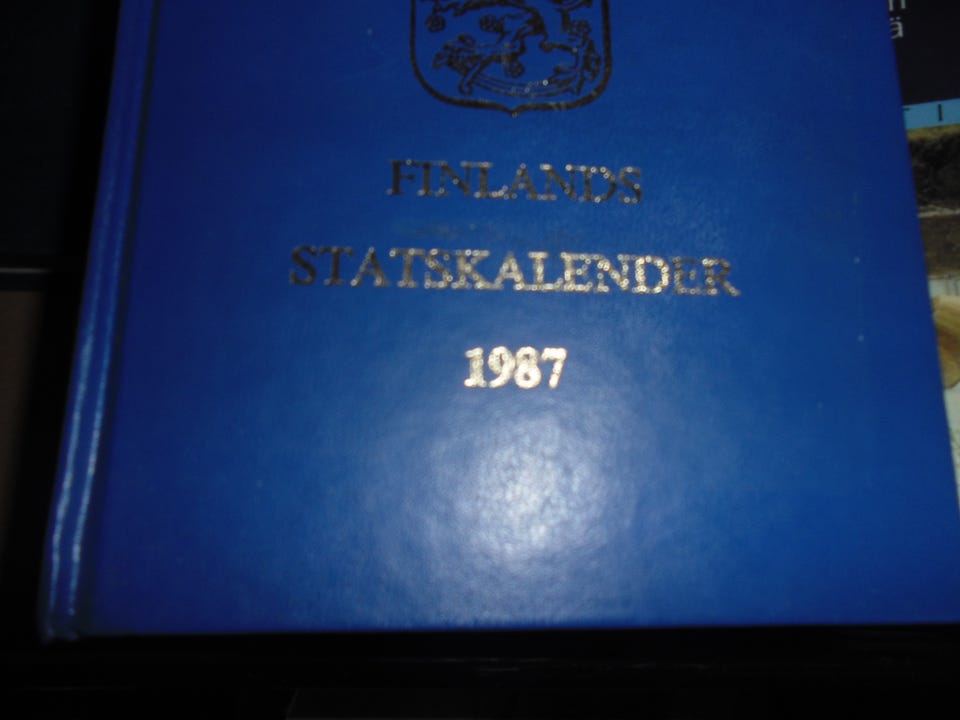 FINLANDS
STATSKALENDER
1987